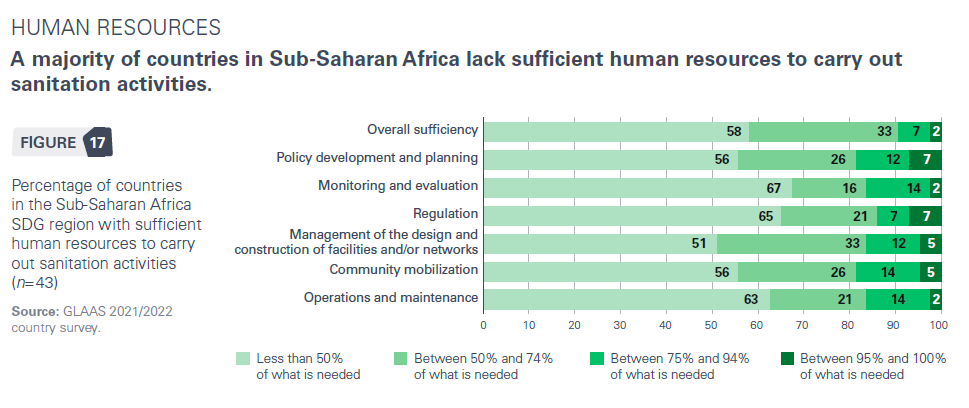 HUMAN RESOURCES
A majority of countries in Sub-Saharan Africa lack sufficient human resources to carry out
sanitation activities.
FIGURE 17
Percentage of countries
in the Sub-Saharan Africa
SDG region with sufficient
human resources to carry
out sanitation activities
(n=43)
Source: GLAAS 2021/2022
country survey.
Overall sufficiency 58 33 7 2
Policy development and planning 56 26 12 7
Monitoring and evaluation 67 16 14 2
Regulation 65 21 7 7
Management of the design and
construction of facilities and/or networks 51 33 12 5
Community mobilization 56 26 14 5
Operations and maintenance 63 21 14 2
0 10 20 30 40 50 60 70 80 90 100
Less than 50%
of what is needed
Between 50% and 74%
of what is needed
Between 75% and 94%
of what is needed
Between 95% and 100%
of what is needed